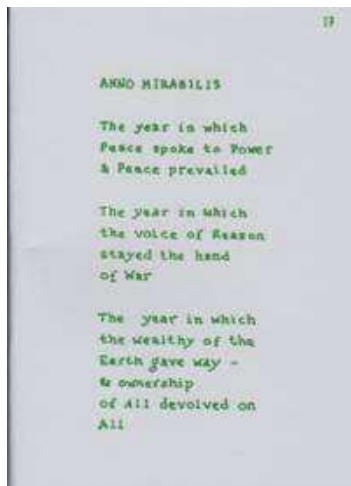 17
ANNO MIRABILIS
The year in which
Peace spoke to Power
& Peace prevailed
The year in which
the voice of Reason
stayed the hand
of War
The year in which
the wealthy of the
Earth gave way -
& ownership
of All devolved on
All